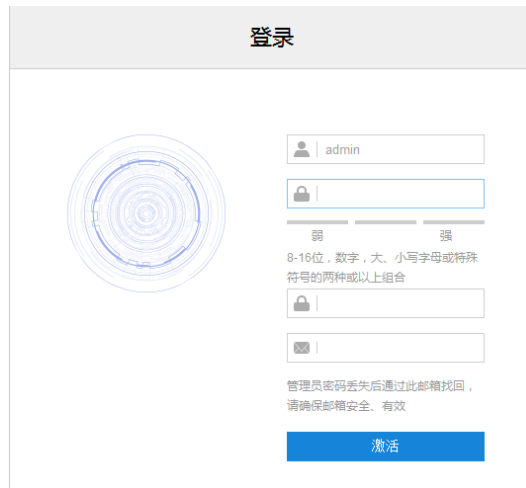 登录
admin
弱 强
8-16位，数字，大、小写字母或特殊
符号的两种或以上组合
管理员密码丢失后通过此邮箱找回，
请确保邮箱安全、有效
激活